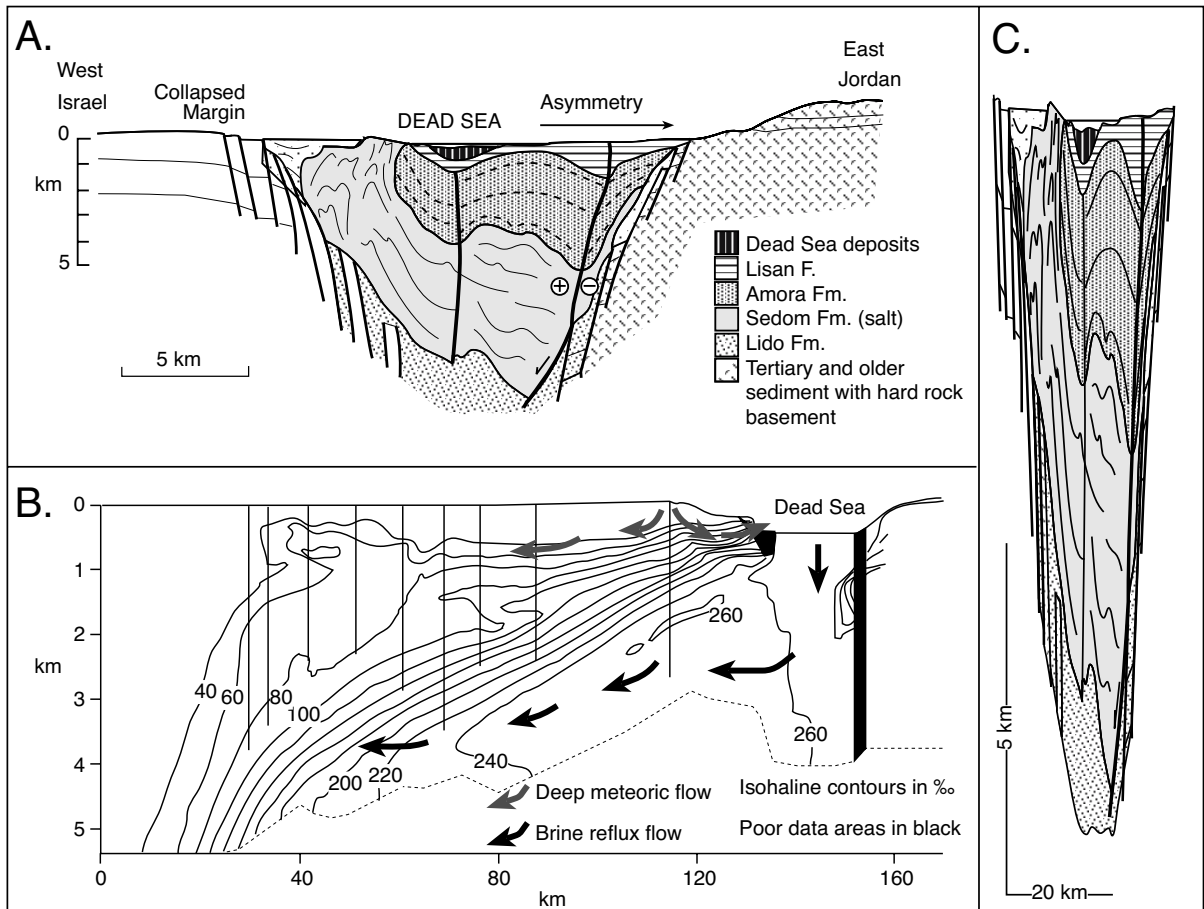 A.
West
Israel
Collapsed
Margin
DEAD SEA
Asymmetry
East
Jordan
0
km
5
5 km
+
−
Dead Sea deposits
Lisan F.
Amora Fm.
Sedom Fm. (salt)
Lido Fm.
Tertiary and older
sediment with hard rock
basement
B.
Dead Sea
0
1
2
km
3
4
5
40
60
80
100
200
220
240
260
260
Deep meteoric flow
Brine reflux flow
Isohaline contours in ‰
Poor data areas in black
0
40
80
120
160
km
C.
5 km
20 km